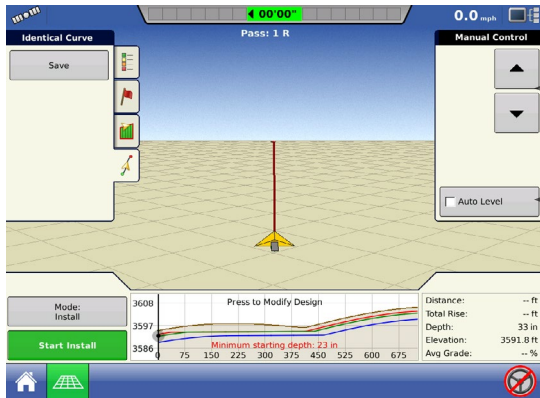 ◀ 00'00"
0.0 mph
Identical Curve
Pass: 1 R
Manual Control
Save
Auto Level
Mode:
Install
Start Install
3608
3597
3586
Press to Modify Design
Minimum starting depth: 23 in
0 75 150 225 300 375 450 525 600 675
Distance: -- ft
Total Rise: -- ft
Depth: 33 in
Elevation: 3591.8 ft
Avg Grade: -- %